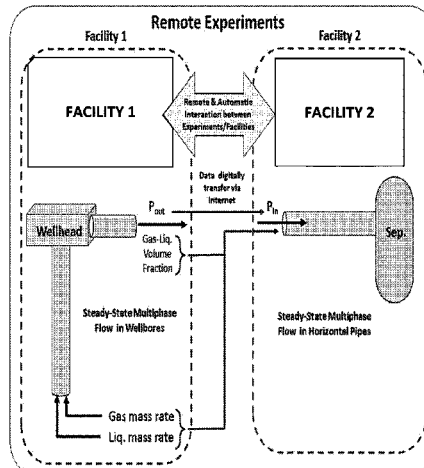 Remote Experiments
Facility 1
Facility 2
FACILITY 1
Remote & Automatic
Interaction between
Experiments/Facilities
FACILITY 2
Data digitally
transfer via
Internet
Pout
Pin
Wellhead
Gas-Liq.
Volume
Fraction
Sep.
Steady-State Multiphase
Flow in Wellbores
Steady-State Multiphase
Flow in Horizontal Pipes
Gas mass rate
Liq. mass rate